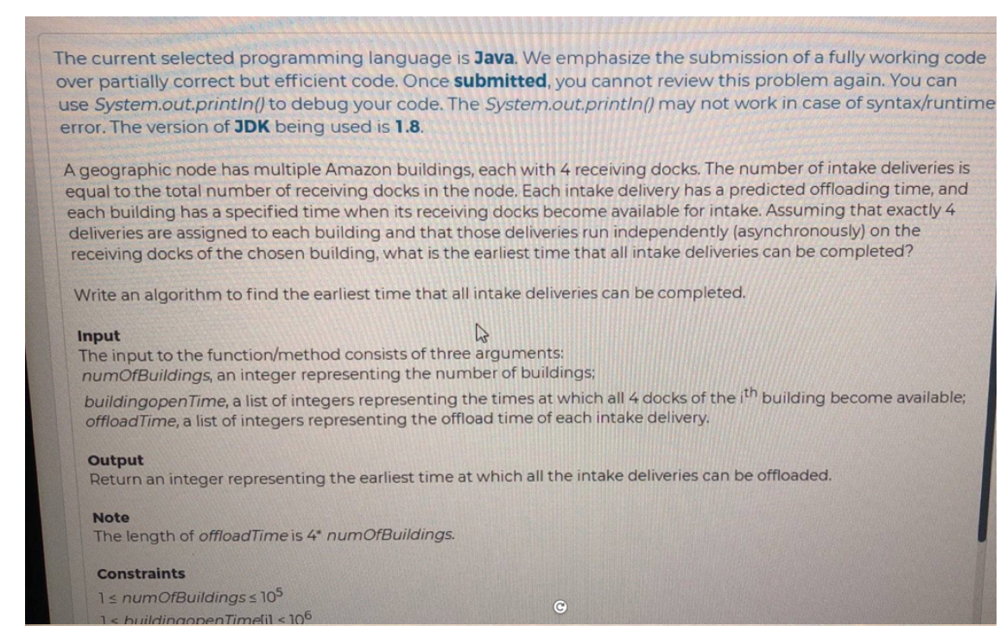 The current selected programming language is Java. We emphasize the submission of a fully working code
over partially correct but efficient code. Once submitted, you cannot review this problem again. You can
use System.out.println() to debug your code. The System.out.println() may not work in case of syntax/runtime
error. The version of JDK being used is 1.8.
A geographic node has multiple Amazon buildings, each with 4 receiving docks. The number of intake deliveries is
equal to the total number of receiving docks in the node. Each intake delivery has a predicted offloading time, and
each building has a specified time when its receiving docks become available for intake. Assuming that exactly 4
deliveries are assigned to each building and that those deliveries run independently (asynchronously) on the
receiving docks of the chosen building, what is the earliest time that all intake deliveries can be completed?
Write an algorithm to find the earliest time that all intake deliveries can be completed.
Input
The input to the function/method consists of three arguments:
numOfBuildings, an integer representing the number of buildings;
buildingopenTime, a list of integers representing the times at which all 4 docks of the ith building become available;
offloadTime, a list of integers representing the offload time of each intake delivery.
Output
Return an integer representing the earliest time at which all the intake deliveries can be offloaded.
Note
The length of offloadTime is 4* numOfBuildings.
Constraints
1 ≤ numOfBuildings ≤ 10⁵
1 ≤ buildingopenTime[i] ≤ 10⁶